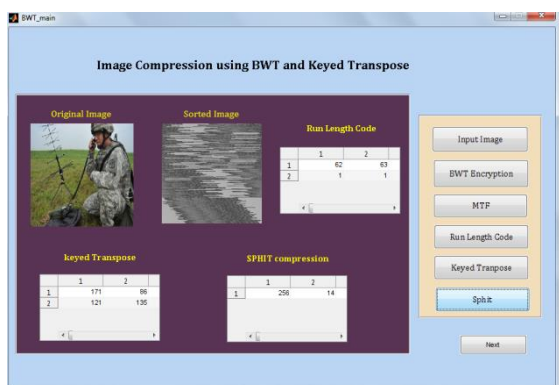 BWT_main
Image Compression using BWT and Keyed Transpose
Original Image
Sorted Image
Run Length Code
1 2
1 62 63
2 1 1
keyed Transpose
1 2
1 171 86
2 121 135
SPHIT compression
1 2
1 256 14
Input Image
BWT Encryption
MTF
Run Length Code
Keyed Tranpose
Sphit
Next